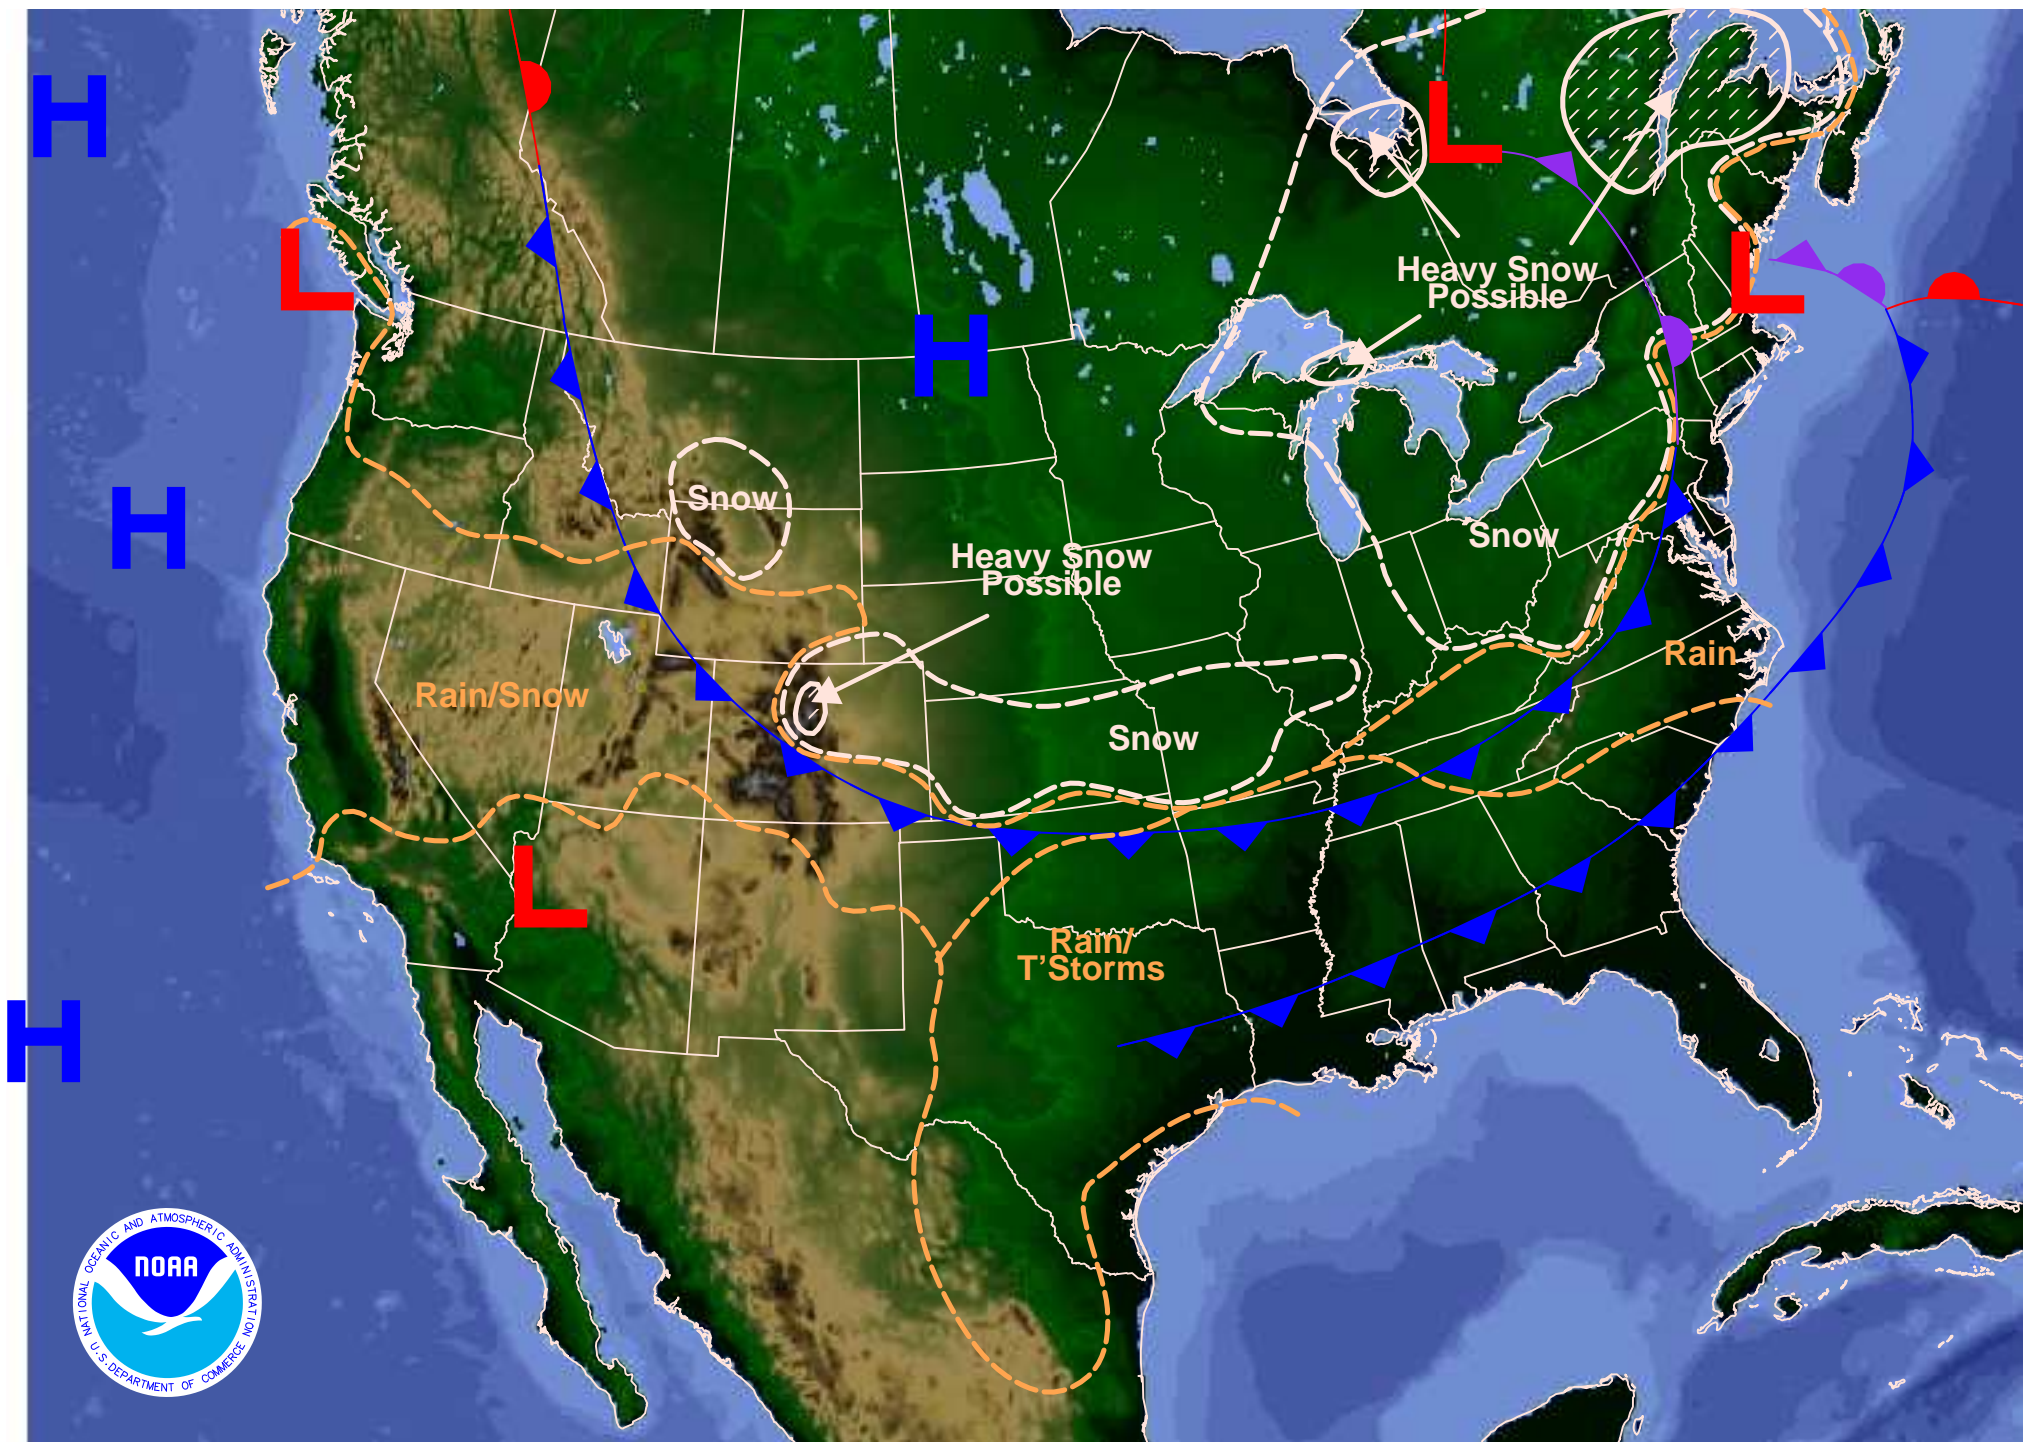 H
L
L
L
Heavy Snow
Possible
H
H
Snow
Heavy Snow
Possible
Snow
Rain/Snow
Rain
Snow
L
Rain/
T'Storms
H
NOAA
NATIONAL OCEANIC AND ATMOSPHERIC ADMINISTRATION
U.S. DEPARTMENT OF COMMERCE